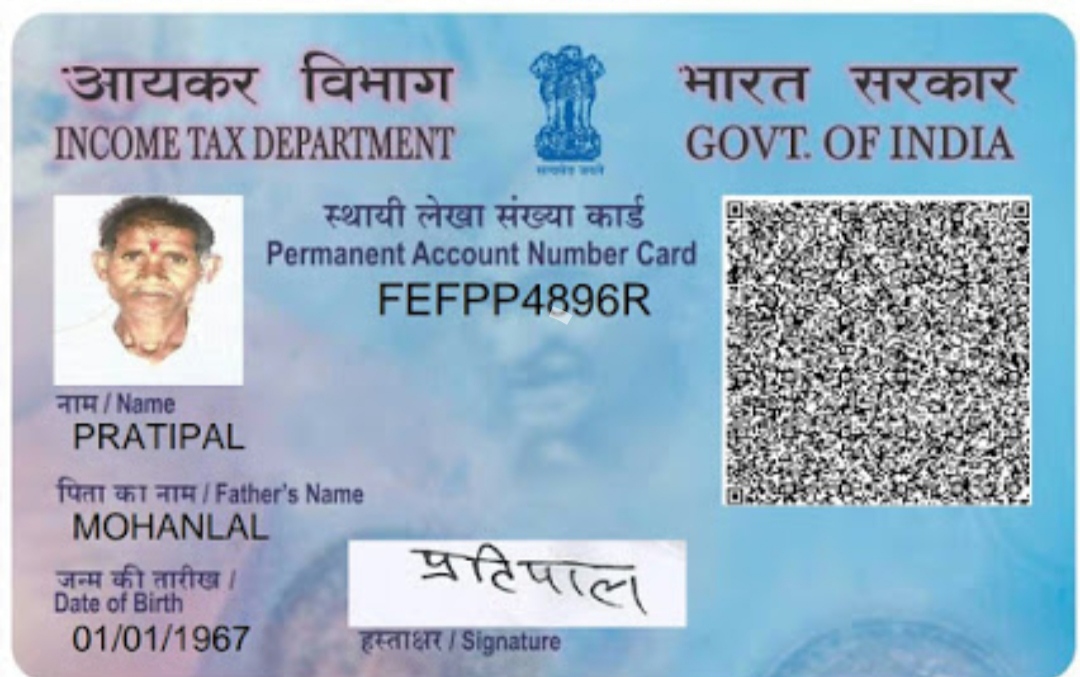 आयकर विभाग
INCOME TAX DEPARTMENT
सत्यमेव जयते
भारत सरकार
GOVT. OF INDIA
स्थायी लेखा संख्या कार्ड
Permanent Account Number Card
FEFPP4896R
नाम / Name
PRATIPAL
पिता का नाम / Father's Name
MOHANLAL
जन्म की तारीख /
Date of Birth
01/01/1967
प्रतिपाल
हस्ताक्षर / Signature